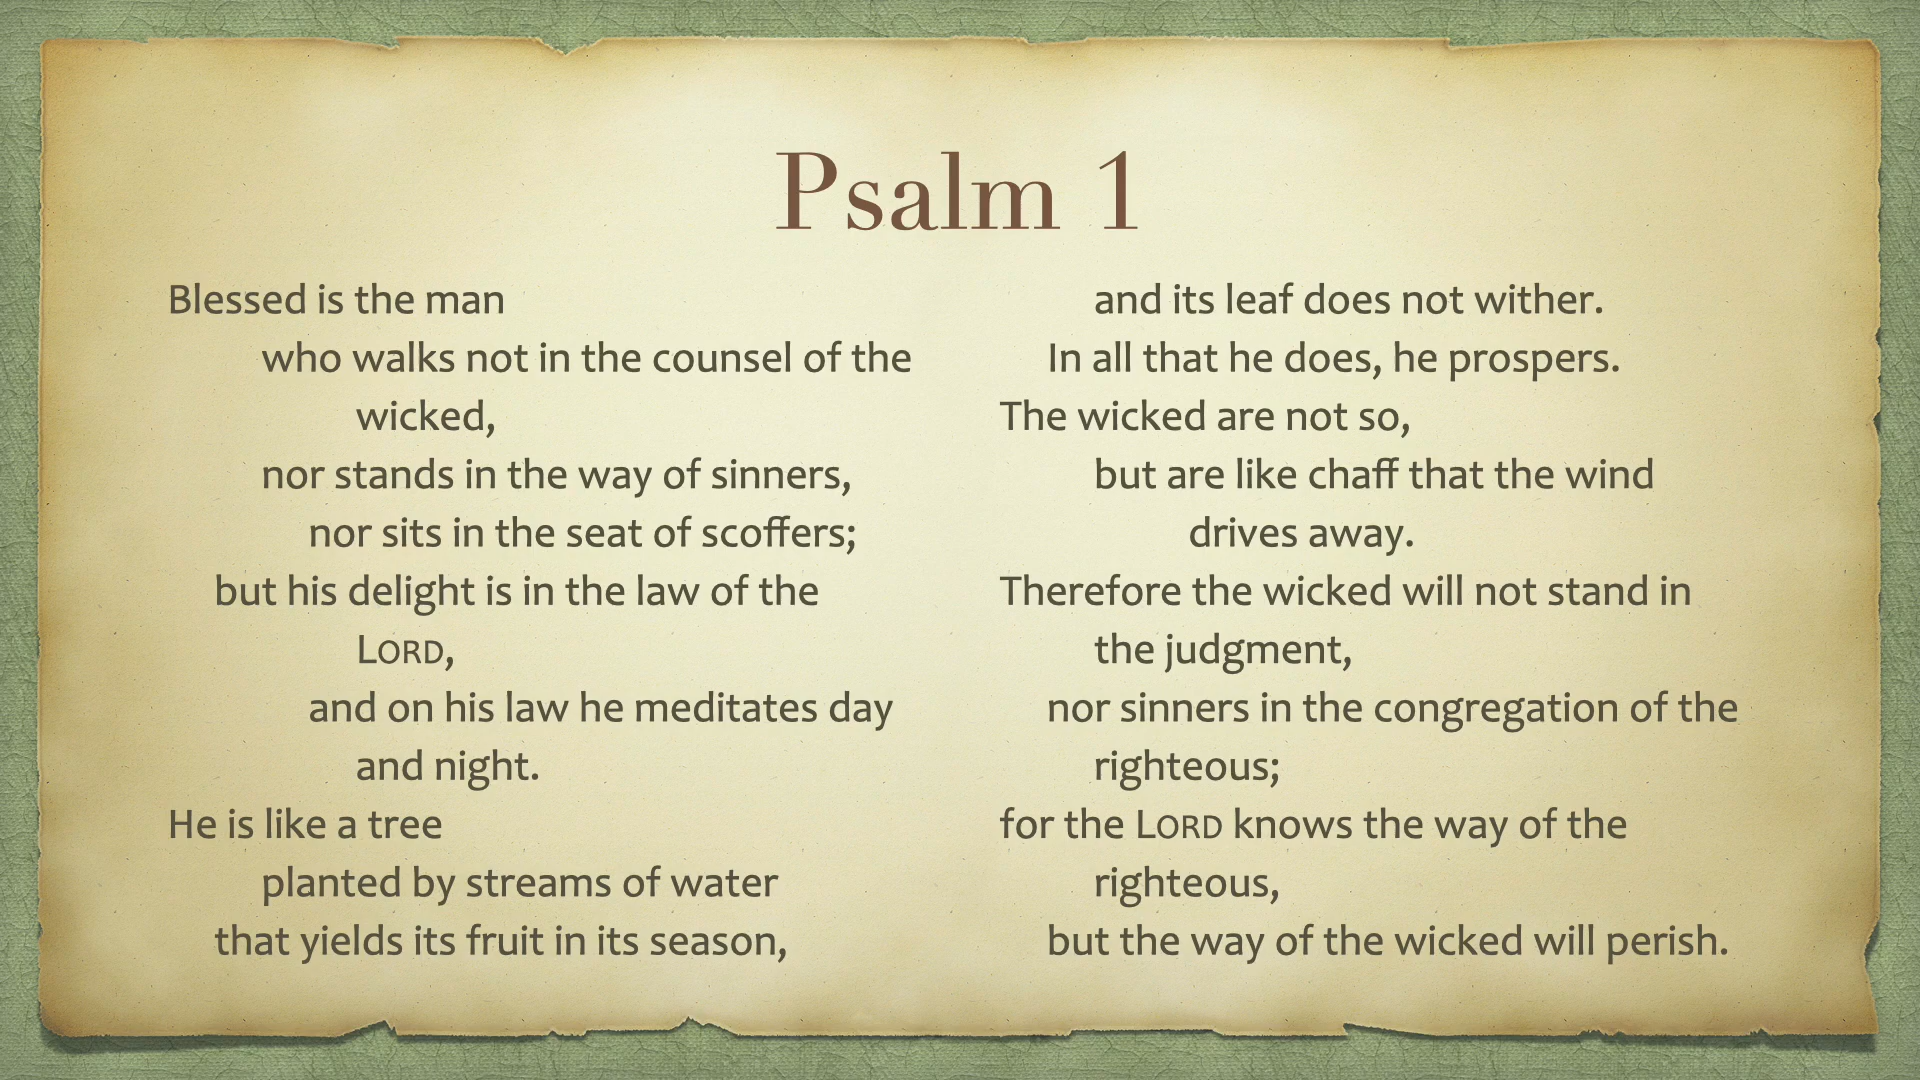 Psalm 1
Blessed is the man
who walks not in the counsel of the
wicked,
nor stands in the way of sinners,
nor sits in the seat of scoffers;
but his delight is in the law of the
LORD,
and on his law he meditates day
and night.
He is like a tree
planted by streams of water
that yields its fruit in its season,
and its leaf does not wither.
In all that he does, he prospers.
The wicked are not so,
but are like chaff that the wind
drives away.
Therefore the wicked will not stand in
the judgment,
nor sinners in the congregation of the
righteous;
for the LORD knows the way of the
righteous,
but the way of the wicked will perish.